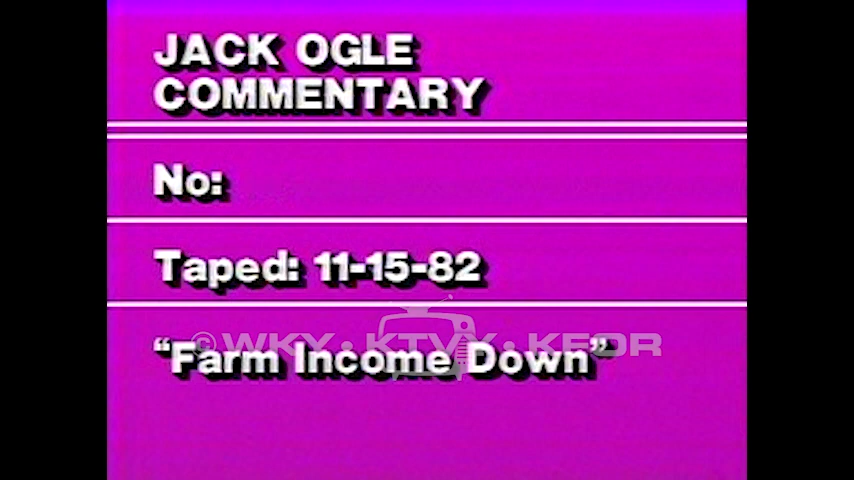 JACK OGLE
COMMENTARY
No:
Taped: 11-15-82
“Farm Income Down”
©WKY • KTVY • KFOR